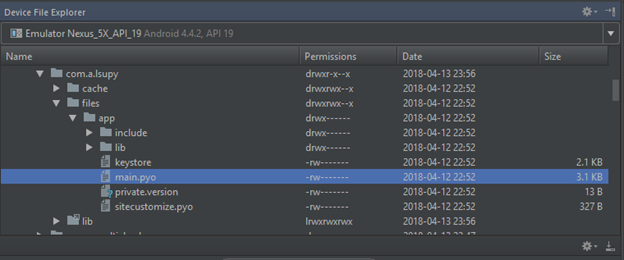 Device File Explorer
Emulator Nexus_5X_API_19 Android 4.4.2, API 19
Name Permissions Date Size
com.a.lsupy drwxr-x--x 2018-04-13 23:56
cache drwxrwx--x 2018-04-12 22:52
files drwxrwx--x 2018-04-12 22:52
app drwx------ 2018-04-12 22:52
include drwx------ 2018-04-12 22:52
lib drwx------ 2018-04-12 22:52
keystore -rw------- 2018-04-12 22:52 2.1 KB
main.pyo -rw------- 2018-04-12 22:52 3.1 KB
private.version -rw------- 2018-04-12 22:52 13 B
sitecustomize.pyo -rw------- 2018-04-12 22:52 327 B
lib lrwxrwxrwx 2018-04-13 23:56